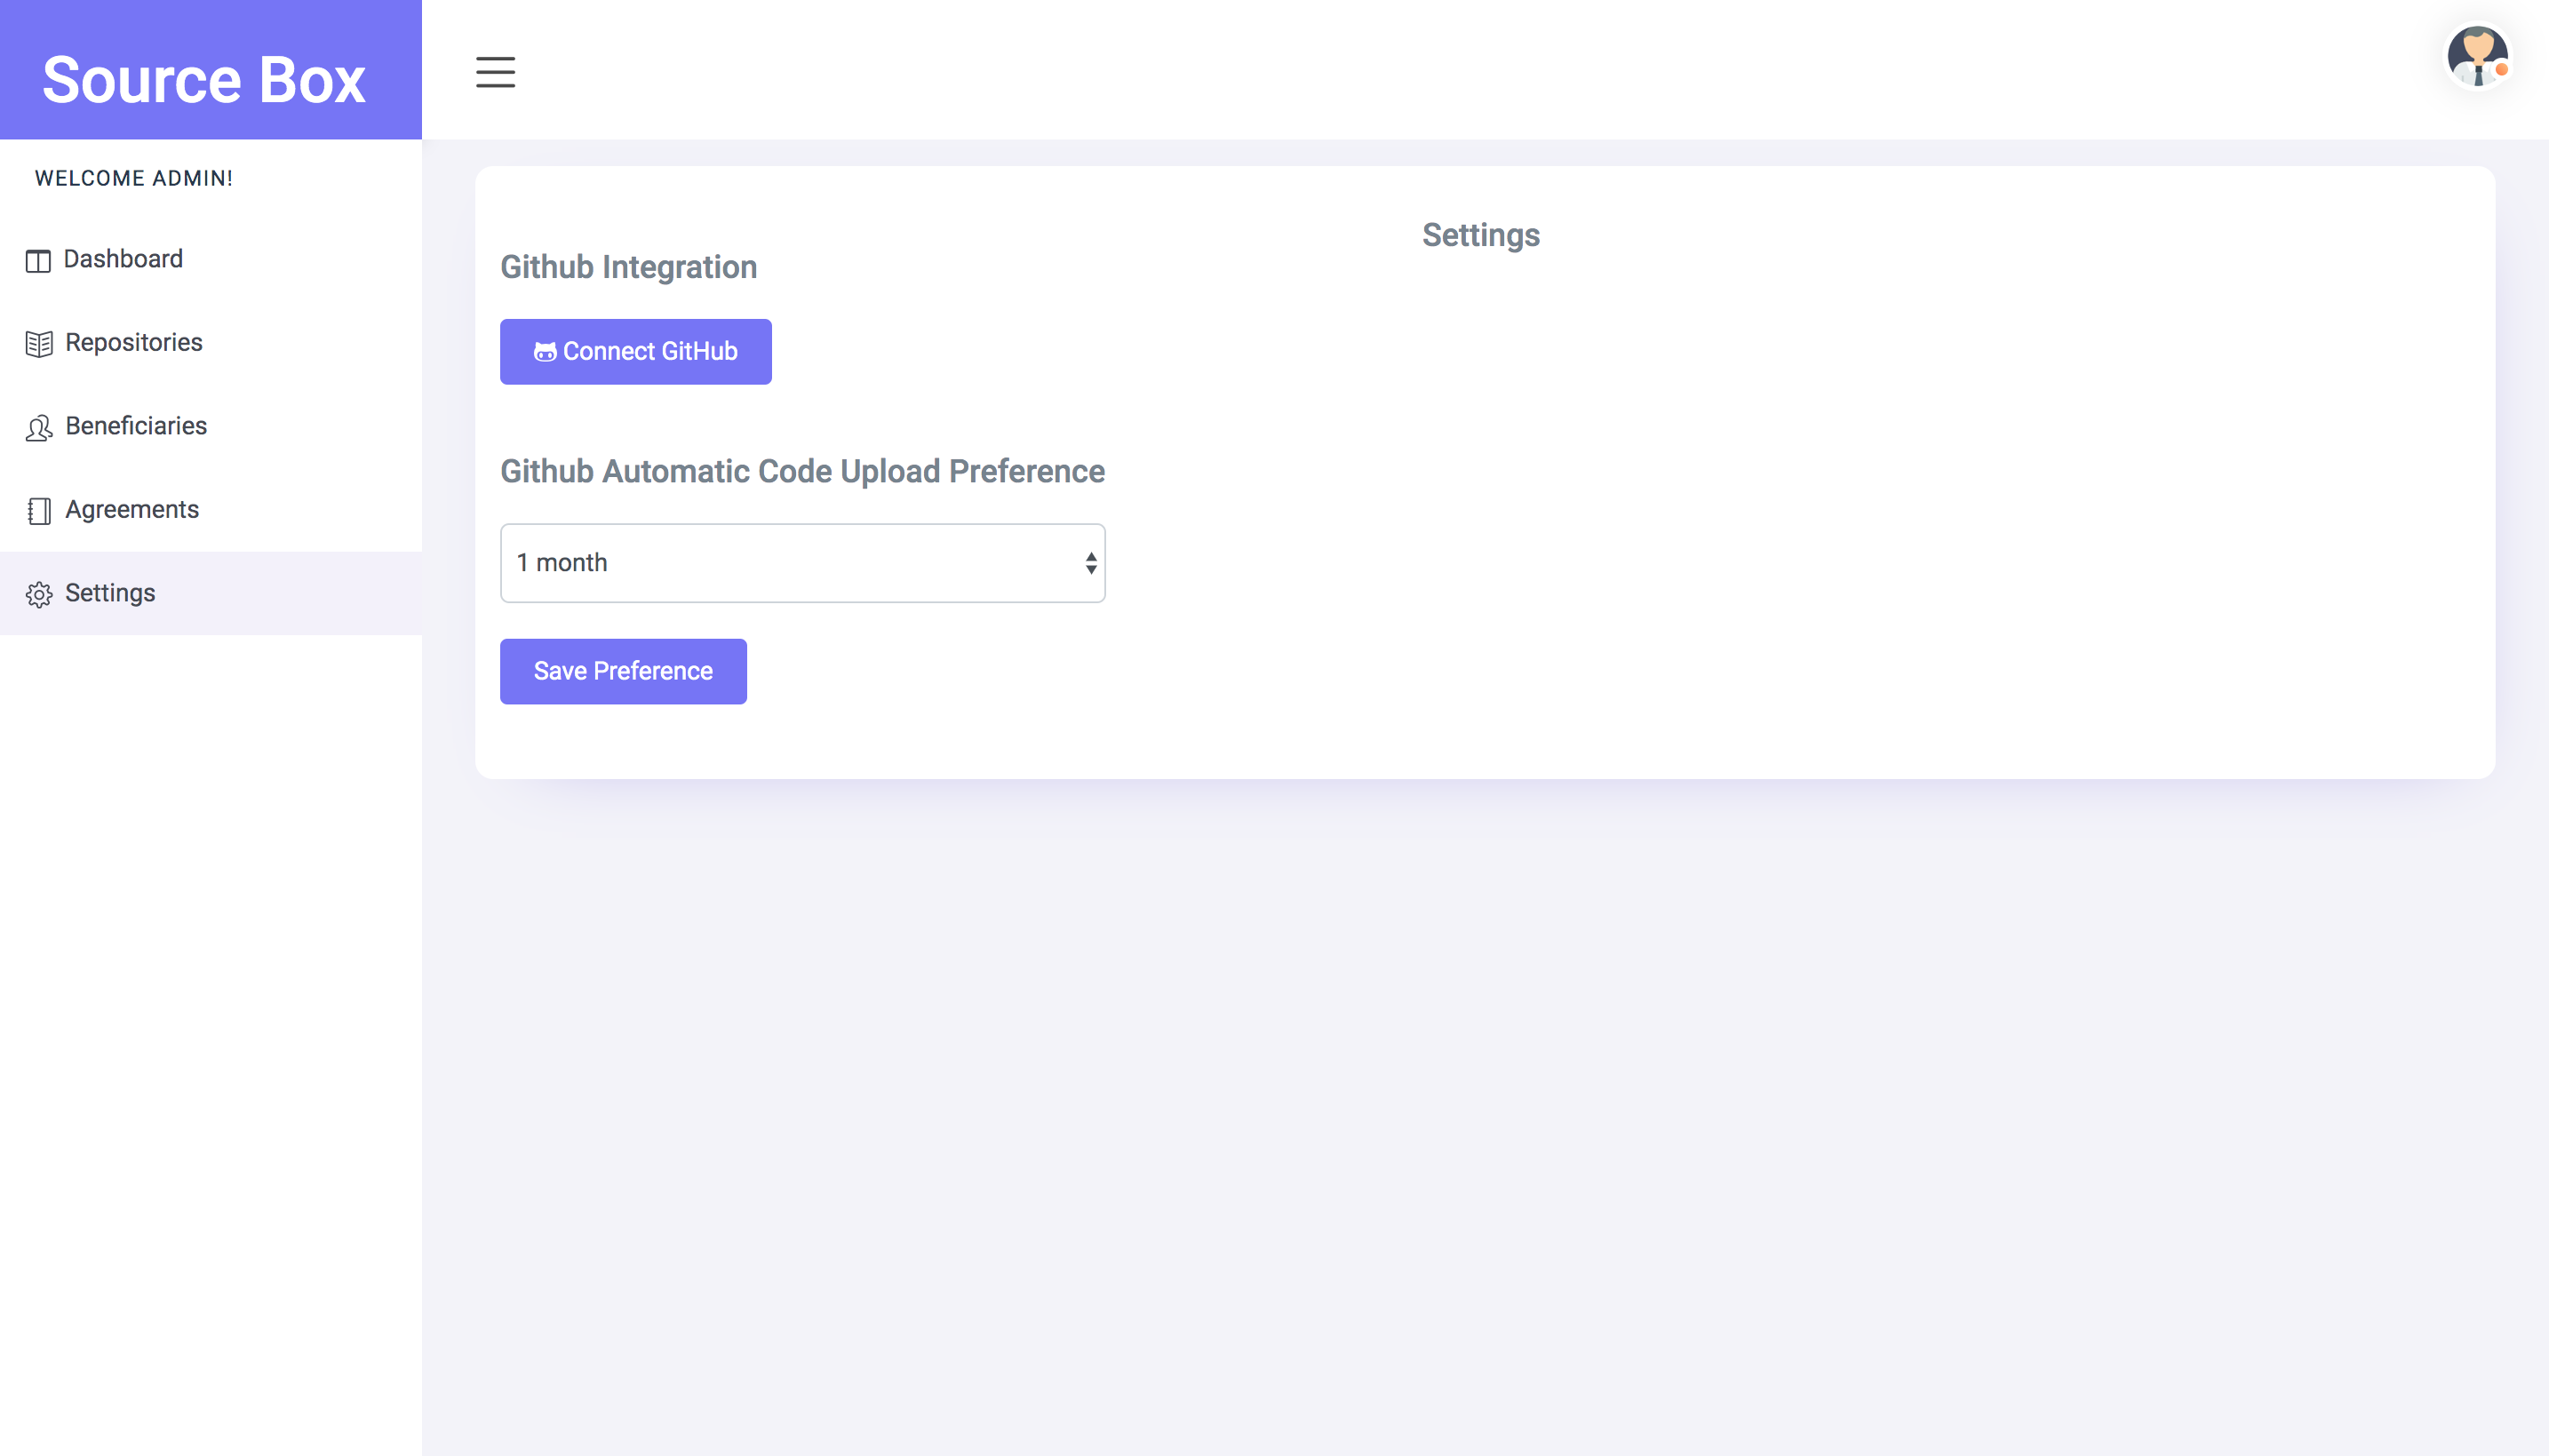 Source Box
WELCOME ADMIN!
Dashboard
Repositories
Beneficiaries
Agreements
Settings
Settings
Github Integration
Connect GitHub
Github Automatic Code Upload Preference
1 month
Save Preference